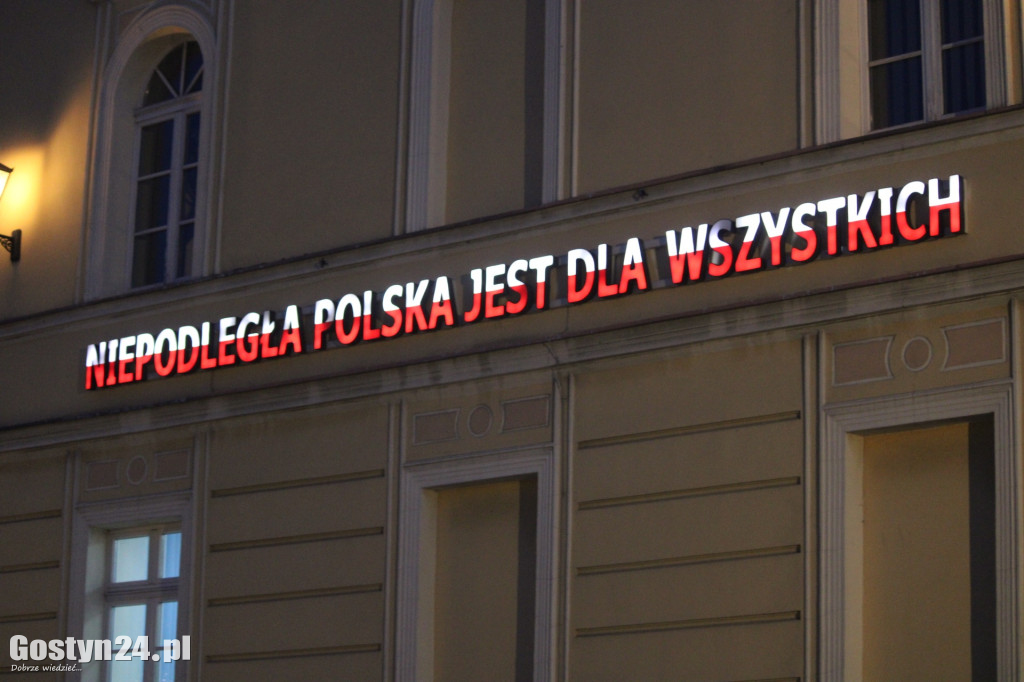 NIEPODLEGŁA POLSKA JEST DLA WSZYSTKICH
Gostyn24.pl
Dobrze wiedzieć...